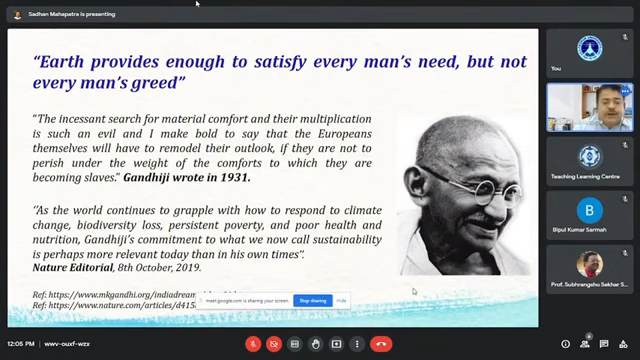 Sadhan Mahapatra is presenting
“Earth provides enough to satisfy every man’s need, but not
every man’s greed”
“The incessant search for material comfort and their multiplication
is such an evil and I make bold to say that the Europeans
themselves will have to remodel their outlook, if they are not to
perish under the weight of the comforts to which they are
becoming slaves.” Gandhiji wrote in 1931.
“As the world continues to grapple with how to respond to climate
change, biodiversity loss, persistent poverty, and poor health and
nutrition, Gandhiji’s commitment to what we now call sustainability
is perhaps more relevant today than in his own times”.
Nature Editorial, 8th October, 2019.
Ref: https://www.mkgandhi.org/indiadream
Ref: https://www.nature.com/articles/d415
meet.google.com is sharing your screen.
Stop sharing
Hide
You
Teaching Learning Centre
B
Bipul Kumar Sarmah
Prof. Subhrangshu Sekhar S...
12:05 PM | wwv-ouxf-wzx